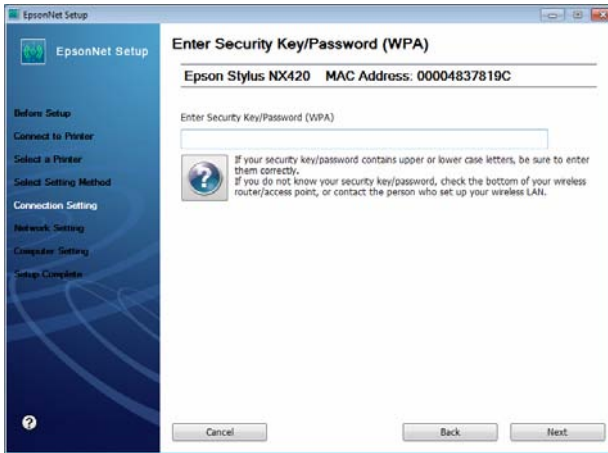 EpsonNet Setup
EpsonNet Setup
Before Setup
Connect to Printer
Select a Printer
Select Setting Method
Connection Setting
Network Setting
Computer Setting
Setup Complete
Enter Security Key/Password (WPA)
Epson Stylus NX420 MAC Address: 00004837819C
Enter Security Key/Password (WPA)
If your security key/password contains upper or lower case letters, be sure to enter
them correctly.
If you do not know your security key/password, check the bottom of your wireless
router/access point, or contact the person who set up your wireless LAN.
Cancel
Back
Next